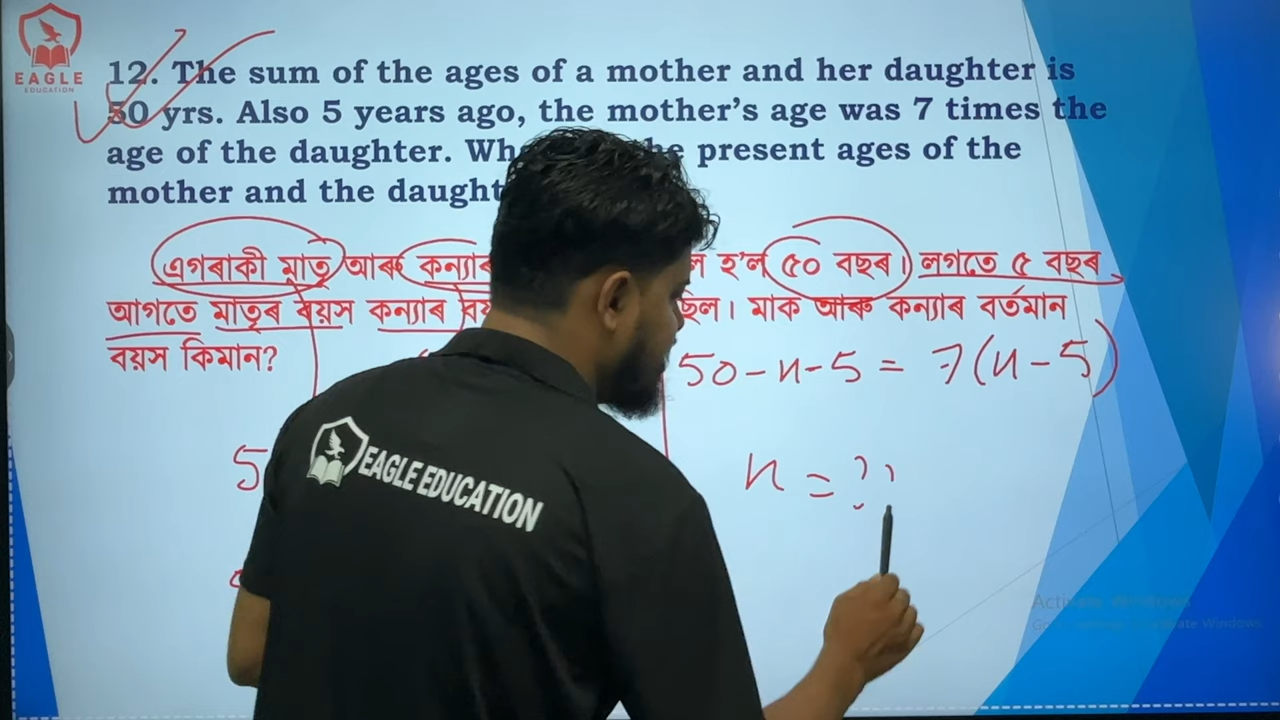 EAGLE
EDUCATION
12. The sum of the ages of a mother and her daughter is
50 yrs. Also 5 years ago, the mother's age was 7 times the
age of the daughter. the present ages of the
mother and the
এগৰাকী মাতৃ আৰু হ'ল ৫০ বছৰ। লগতে ৫ বছৰ
আগতে মাতৃৰ বয়স কন্যাৰ ছিল। মাক আৰু কন্যাৰ বৰ্তমান
বয়স কিমান?
50 - x - 5 = 7(x - 5)
x = ??
EAGLE EDUCATION
Activate Windows